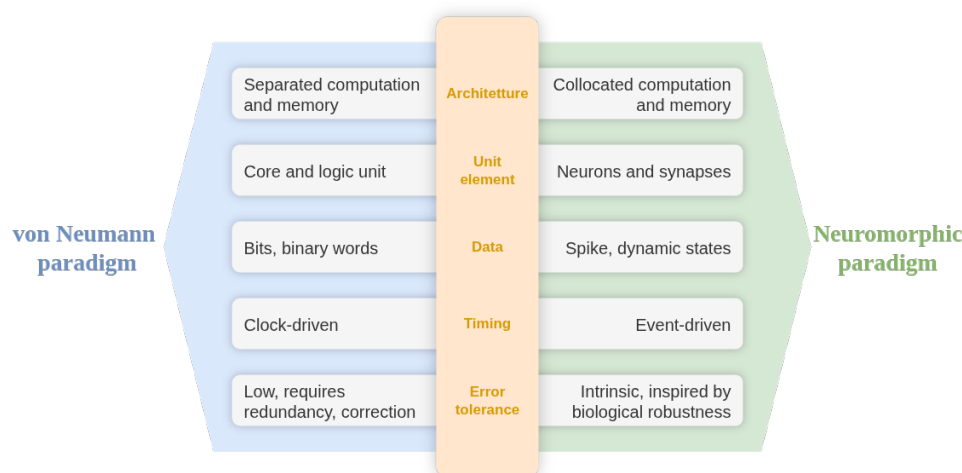 Separated computation
and memory
Architetture
Collocated computation
and memory
Core and logic unit
Unit
element
Neurons and synapses
von Neumann
paradigm
Bits, binary words
Data
Spike, dynamic states
Neuromorphic
paradigm
Clock-driven
Timing
Event-driven
Low, requires
redundancy, correction
Error
tolerance
Intrinsic, inspired by
biological robustness